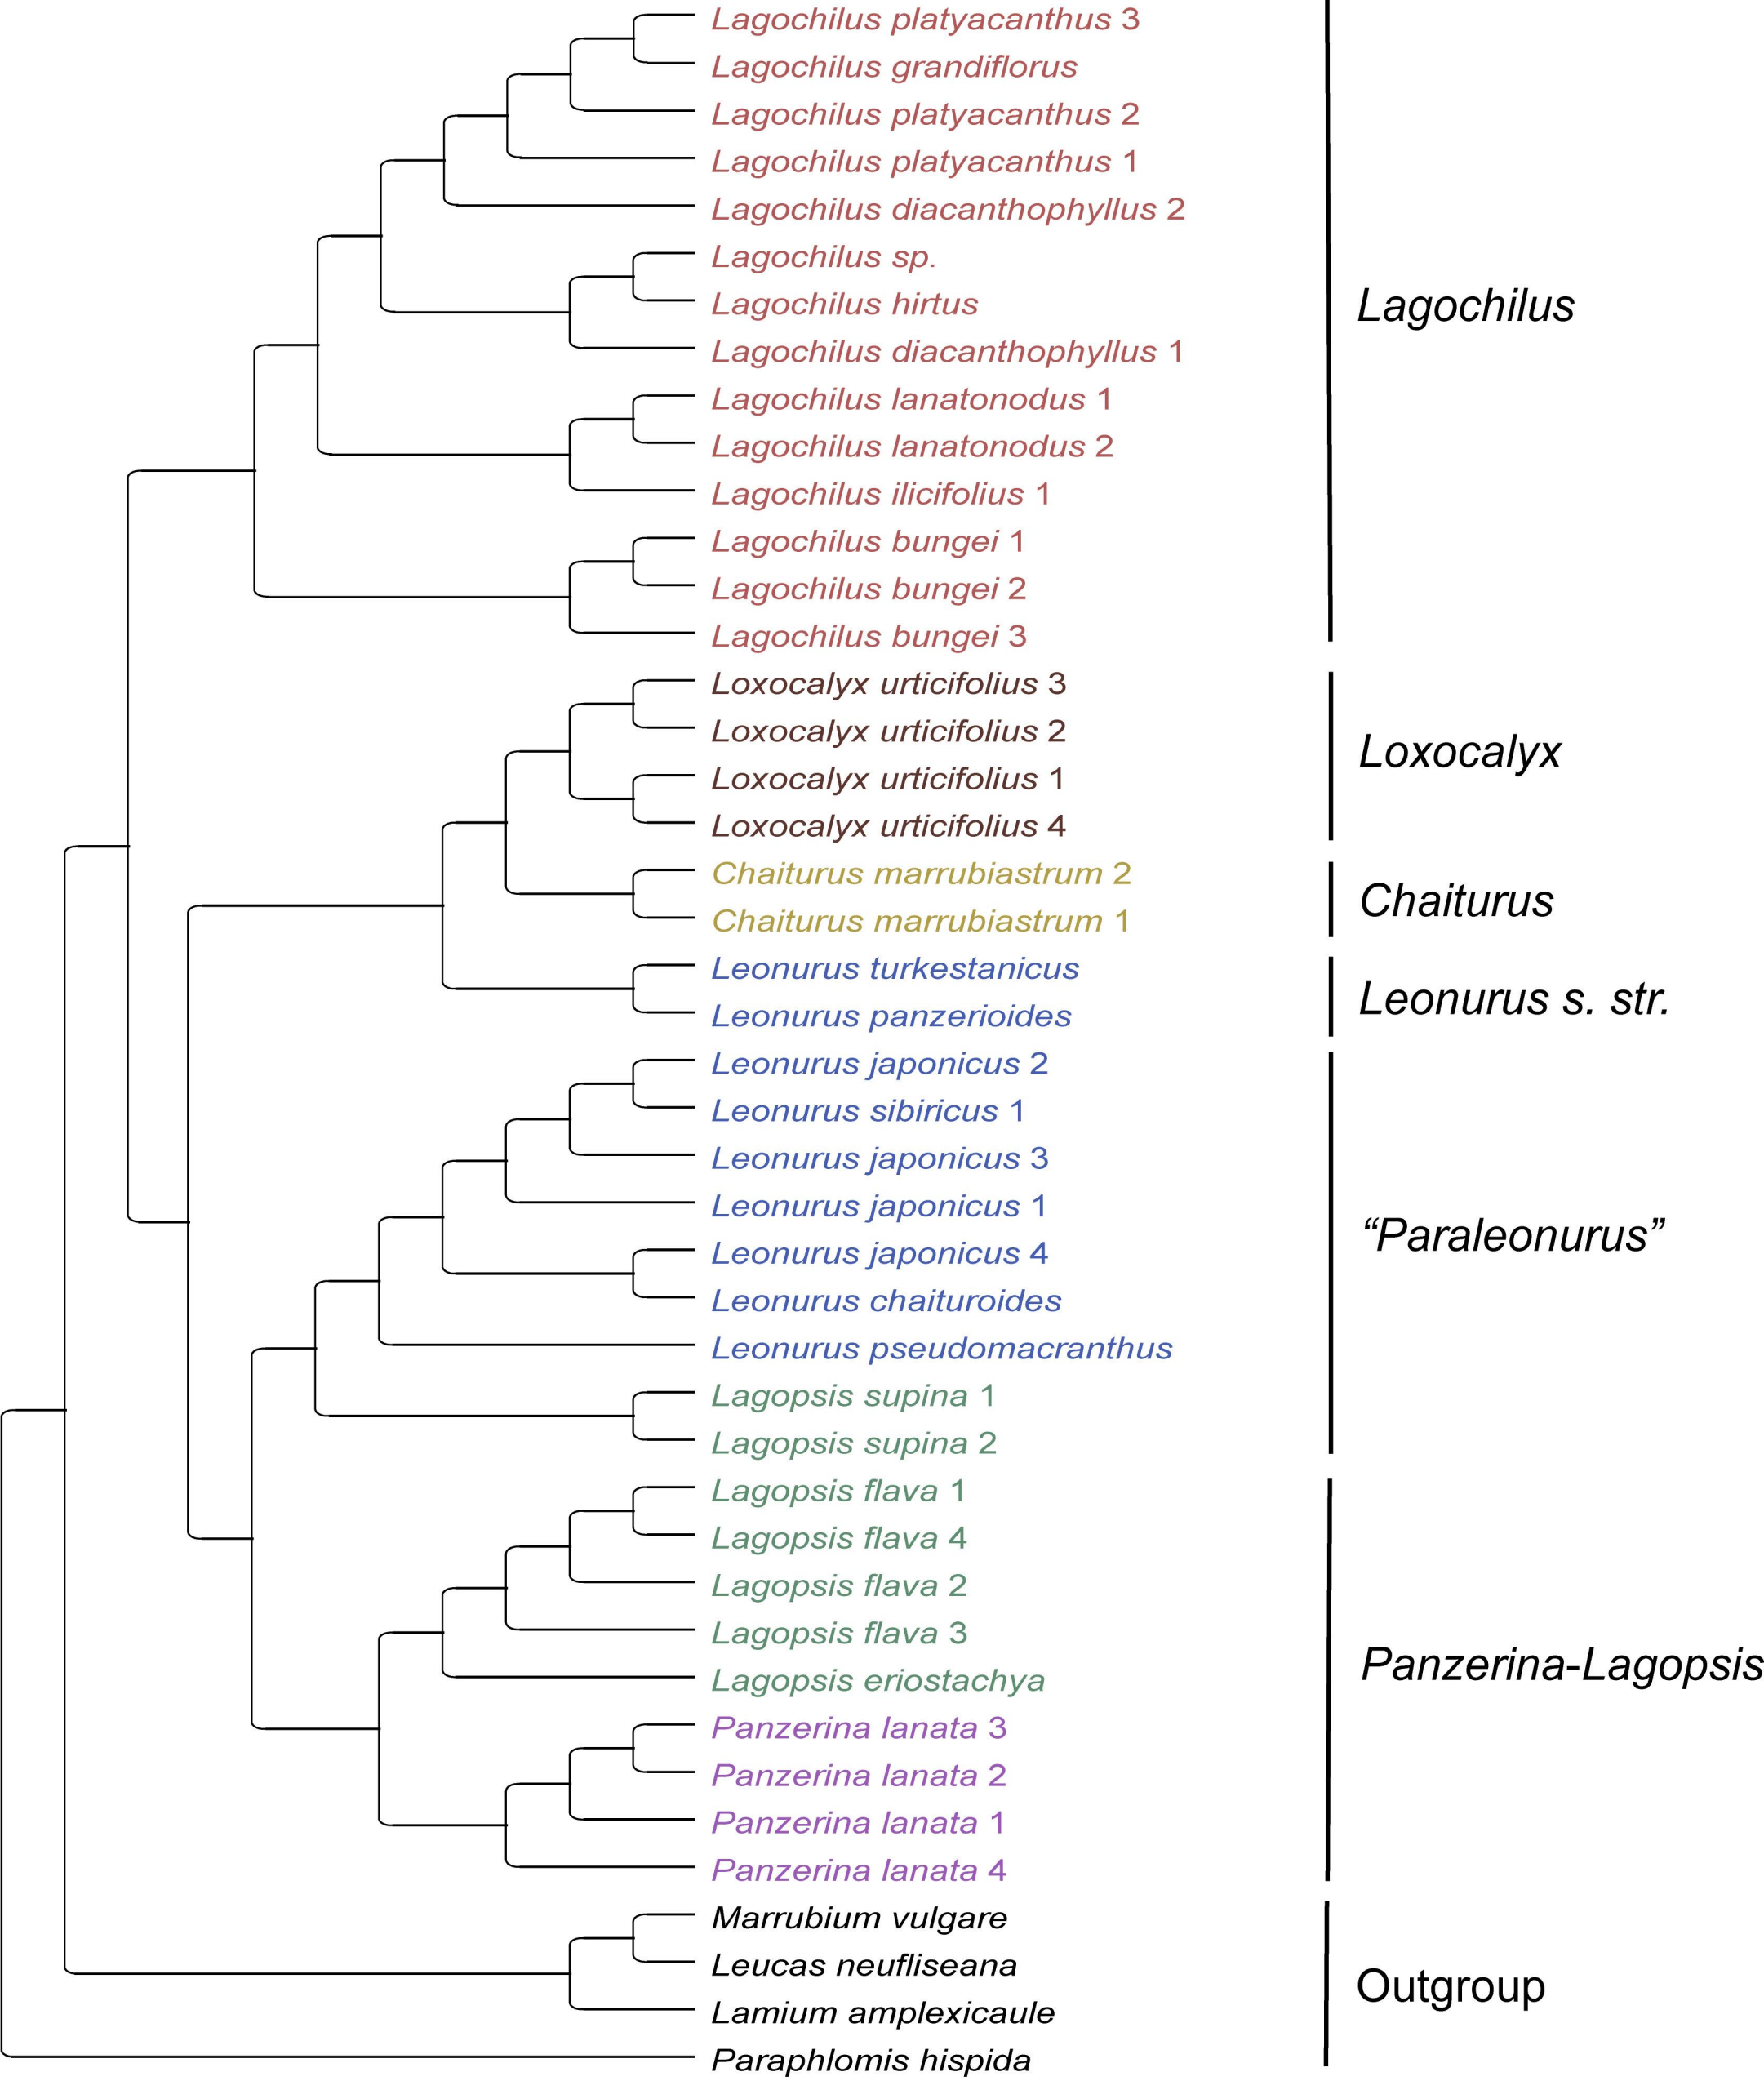 Lagochilus platyacanthus 3
Lagochilus grandiflorus
Lagochilus platyacanthus 2
Lagochilus platyacanthus 1
Lagochilus diacanthophyllus 2
Lagochilus sp.
Lagochilus hirtus
Lagochilus diacanthophyllus 1
Lagochilus lanatonodus 1
Lagochilus lanatonodus 2
Lagochilus ilicifolius 1
Lagochilus bungei 1
Lagochilus bungei 2
Lagochilus bungei 3
Lagochilus
Loxocalyx urticifolius 3
Loxocalyx urticifolius 2
Loxocalyx urticifolius 1
Loxocalyx urticifolius 4
Loxocalyx
Chaiturus marrubiastrum 2
Chaiturus marrubiastrum 1
Chaiturus
Leonurus turkestanicus
Leonurus panzerioides
Leonurus s. str.
Leonurus japonicus 2
Leonurus sibiricus 1
Leonurus japonicus 3
Leonurus japonicus 1
Leonurus japonicus 4
Leonurus chaituroides
Leonurus pseudomacranthus
Lagopsis supina 1
Lagopsis supina 2
“Paraleonurus”
Lagopsis flava 1
Lagopsis flava 4
Lagopsis flava 2
Lagopsis flava 3
Lagopsis eriostachya
Panzerina lanata 3
Panzerina lanata 2
Panzerina lanata 1
Panzerina lanata 4
Panzerina-Lagopsis
Marrubium vulgare
Leucas neufliseana
Lamium amplexicaule
Paraphlomis hispida
Outgroup